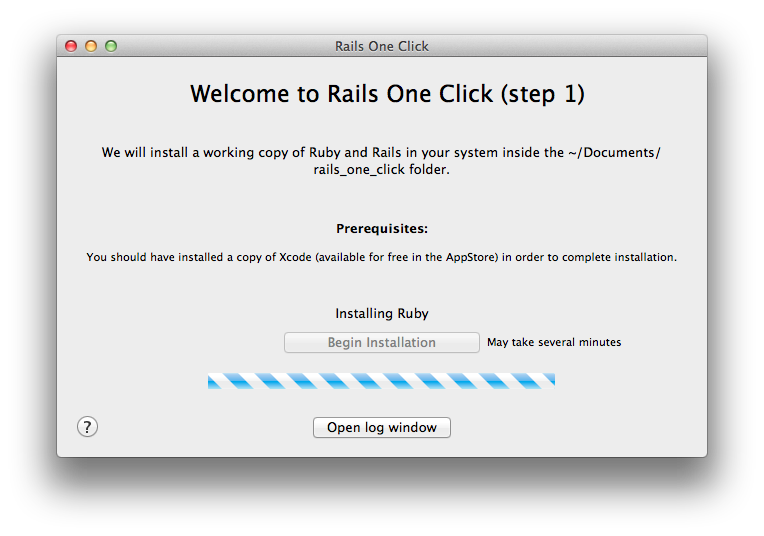 Rails One Click
Welcome to Rails One Click (step 1)
We will install a working copy of Ruby and Rails in your system inside the ~/Documents/
rails_one_click folder.
Prerequisites:
You should have installed a copy of Xcode (available for free in the AppStore) in order to complete installation.
Installing Ruby
Begin Installation May take several minutes
? Open log window